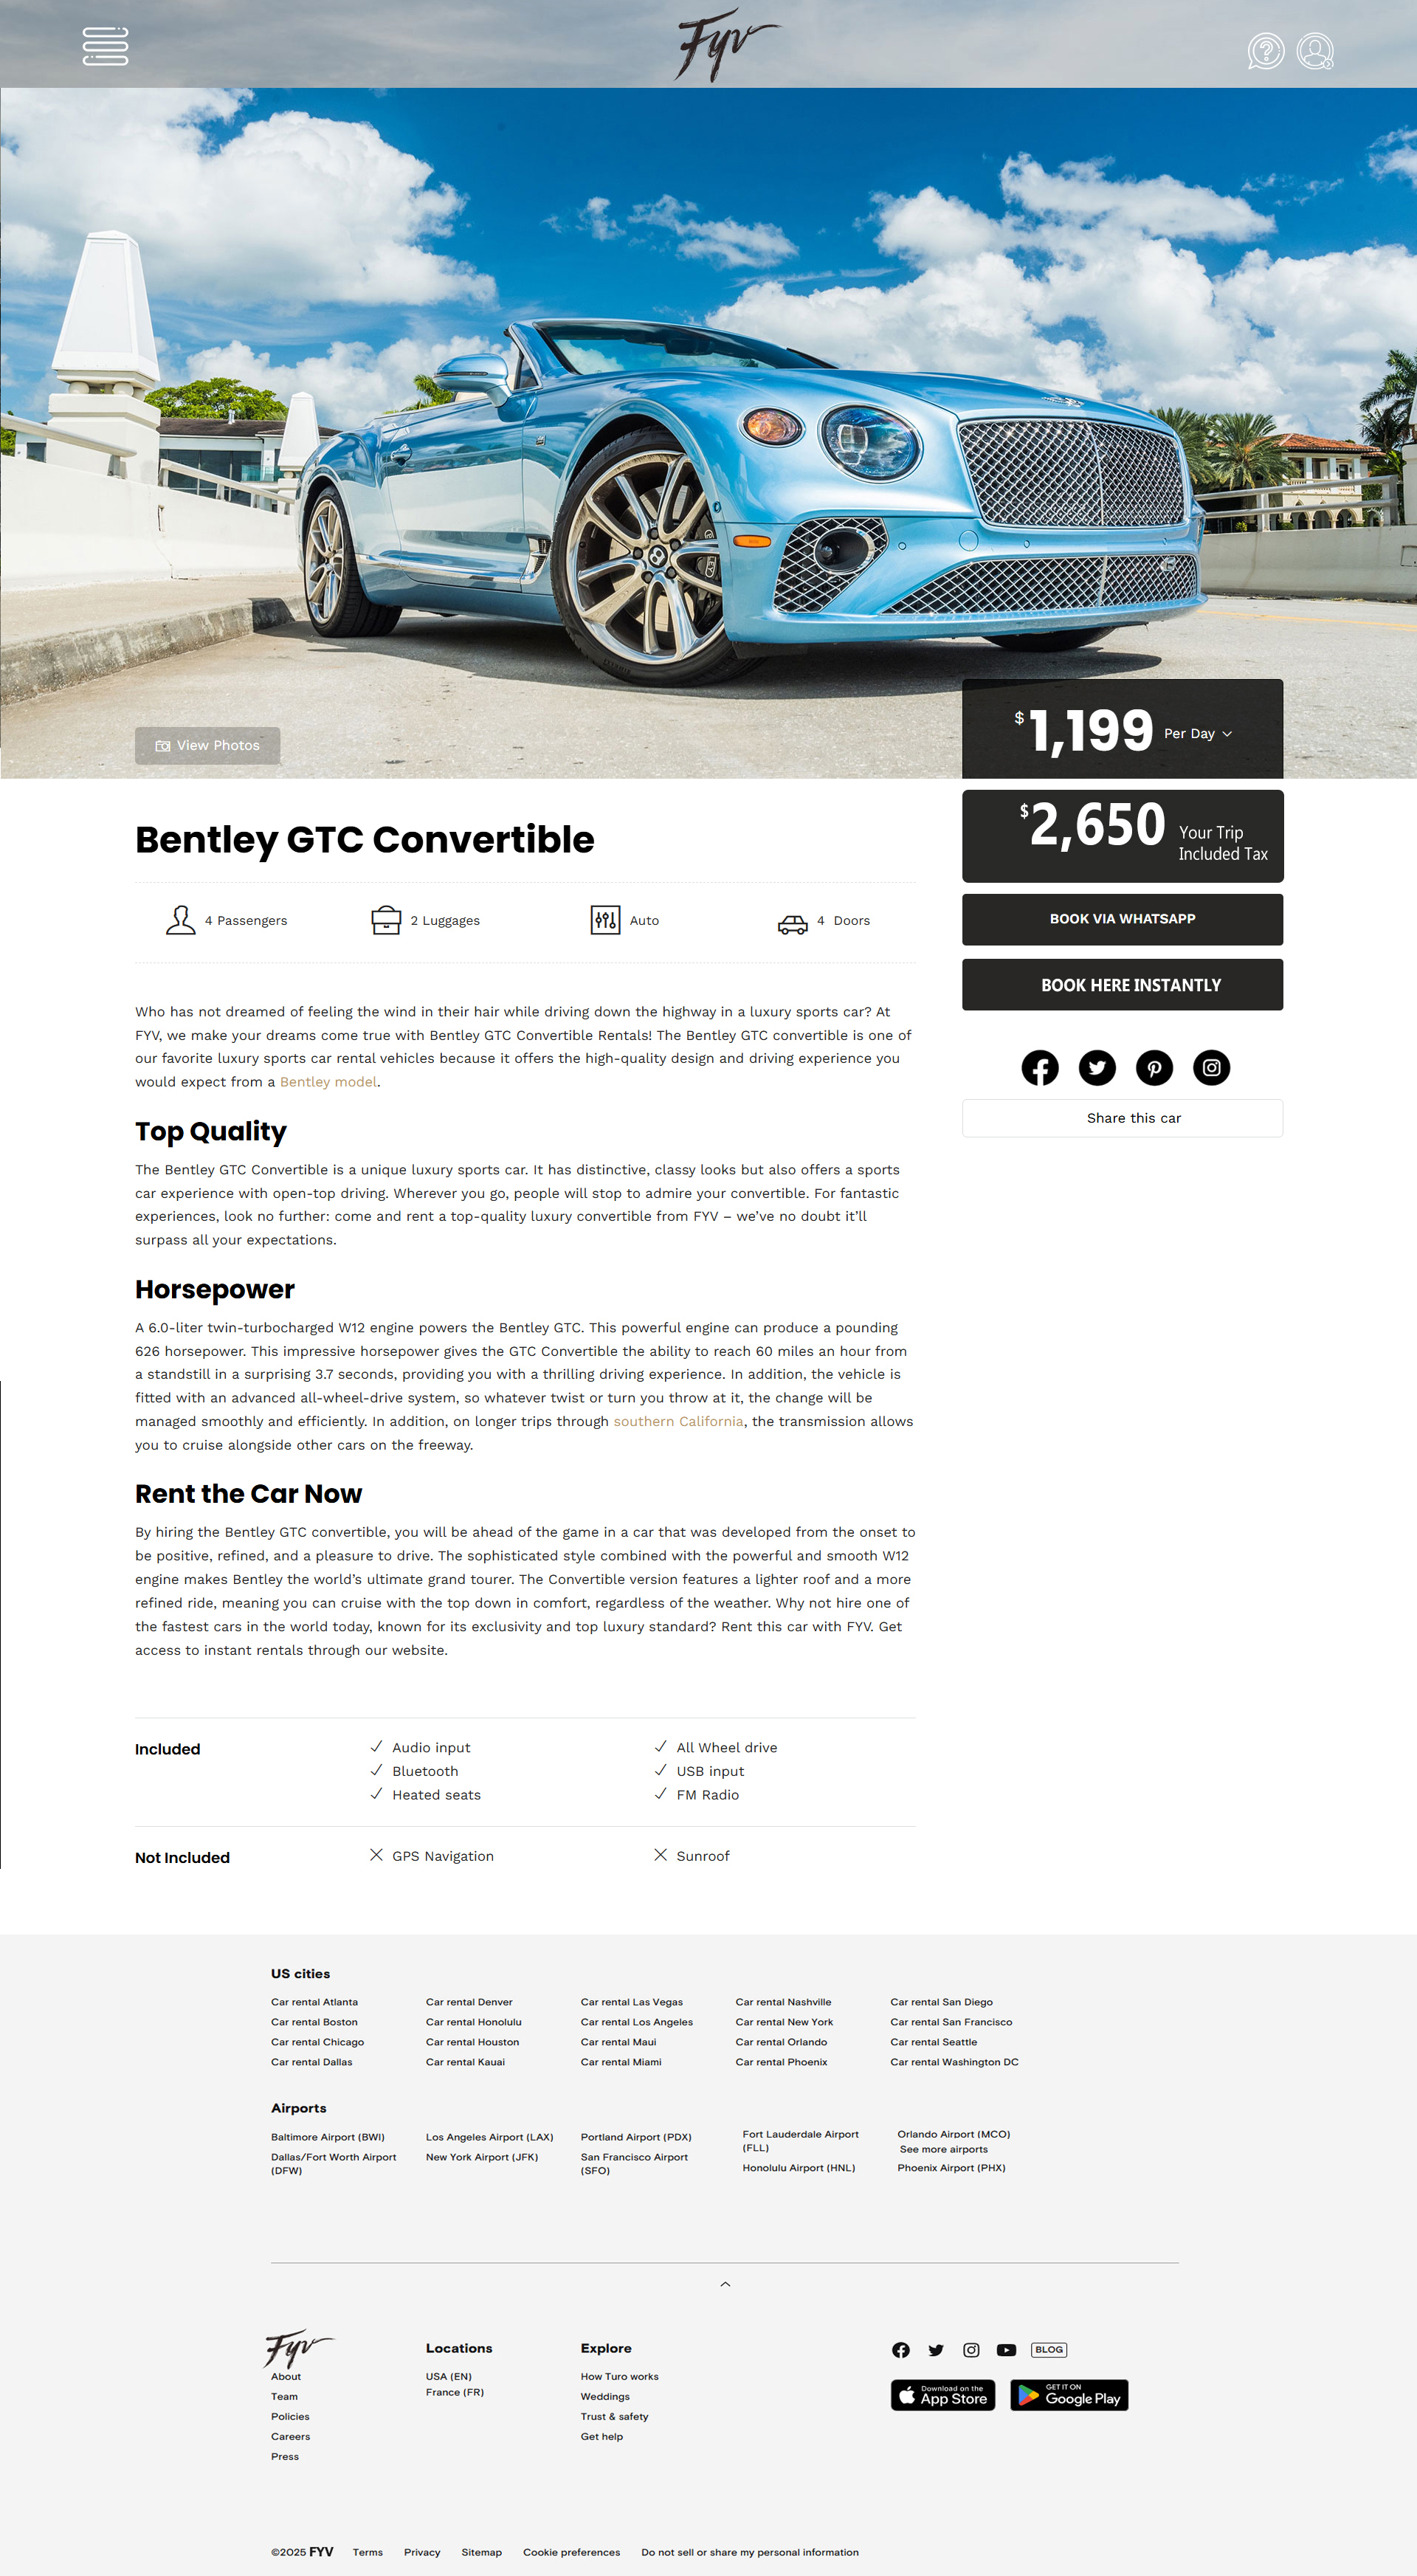 Fyv
View Photos
$1,199 Per Day
$2,650 Your Trip
Included Tax
BOOK VIA WHATSAPP
BOOK HERE INSTANTLY
Share this car
Bentley GTC Convertible
4 Passengers
2 Luggages
Auto
4 Doors
Who has not dreamed of feeling the wind in their hair while driving down the highway in a luxury sports car? At
FYV, we make your dreams come true with Bentley GTC Convertible Rentals! The Bentley GTC convertible is one of
our favorite luxury sports car rental vehicles because it offers the high-quality design and driving experience you
would expect from a Bentley model.
Top Quality
The Bentley GTC Convertible is a unique luxury sports car. It has distinctive, classy looks but also offers a sports
car experience with open-top driving. Wherever you go, people will stop to admire your convertible. For fantastic
experiences, look no further: come and rent a top-quality luxury convertible from FYV – we’ve no doubt it’ll
surpass all your expectations.
Horsepower
A 6.0-liter twin-turbocharged W12 engine powers the Bentley GTC. This powerful engine can produce a pounding
626 horsepower. This impressive horsepower gives the GTC Convertible the ability to reach 60 miles an hour from
a standstill in a surprising 3.7 seconds, providing you with a thrilling driving experience. In addition, the vehicle is
fitted with an advanced all-wheel-drive system, so whatever twist or turn you throw at it, the change will be
managed smoothly and efficiently. In addition, on longer trips through southern California, the transmission allows
you to cruise alongside other cars on the freeway.
Rent the Car Now
By hiring the Bentley GTC convertible, you will be ahead of the game in a car that was developed from the onset to
be positive, refined, and a pleasure to drive. The sophisticated style combined with the powerful and smooth W12
engine makes Bentley the world’s ultimate grand tourer. The Convertible version features a lighter roof and a more
refined ride, meaning you can cruise with the top down in comfort, regardless of the weather. Why not hire one of
the fastest cars in the world today, known for its exclusivity and top luxury standard? Rent this car with FYV. Get
access to instant rentals through our website.
Included
Audio input
Bluetooth
Heated seats
All Wheel drive
USB input
FM Radio
Not Included
GPS Navigation
Sunroof
US cities
Car rental Atlanta
Car rental Boston
Car rental Chicago
Car rental Dallas
Car rental Denver
Car rental Honolulu
Car rental Houston
Car rental Kauai
Car rental Las Vegas
Car rental Los Angeles
Car rental Maui
Car rental Miami
Car rental Nashville
Car rental New York
Car rental Orlando
Car rental Phoenix
Car rental San Diego
Car rental San Francisco
Car rental Seattle
Car rental Washington DC
Airports
Baltimore Airport (BWI)
Dallas/Fort Worth Airport
(DFW)
Los Angeles Airport (LAX)
New York Airport (JFK)
Portland Airport (PDX)
San Francisco Airport
(SFO)
Fort Lauderdale Airport
(FLL)
Honolulu Airport (HNL)
Orlando Airport (MCO)
See more airports
Phoenix Airport (PHX)
Fyv
About
Team
Policies
Careers
Press
Locations
USA (EN)
France (FR)
Explore
How Turo works
Weddings
Trust & safety
Get help
BLOG
Download on the
App Store
GET IT ON
Google Play
©2025 FYV
Terms
Privacy
Sitemap
Cookie preferences
Do not sell or share my personal information